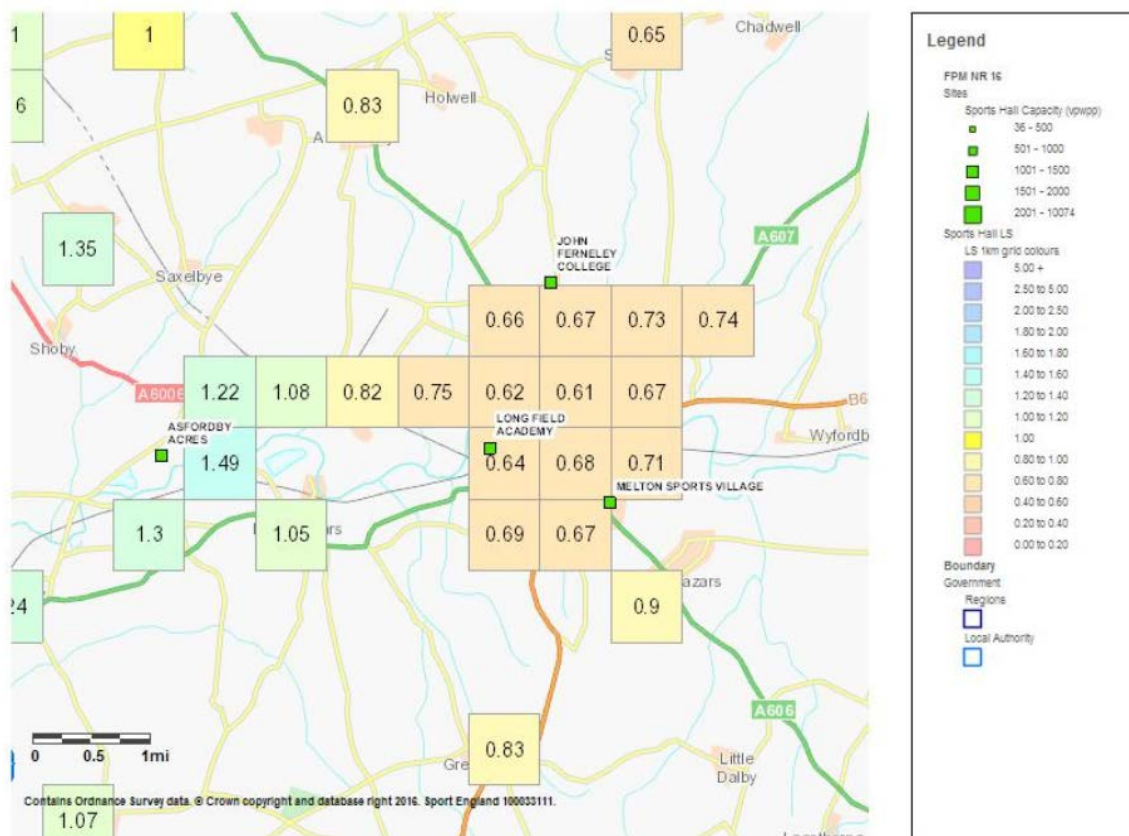 1
1
0.65
Chadwell
6
0.83
Holwell
1.35
Saxelbye
Shoby
JOHN
FERNELEY
COLLEGE
A607
0.66
0.67
0.73
0.74
A6006
1.22
1.08
0.82
0.75
0.62
0.61
0.67
B6
ASFORDBY
ACRES
LONG FIELD
ACADEMY
Wyfordb
1.49
0.64
0.68
0.71
MELTON SPORTS VILLAGE
1.3
1.05
0.69
0.67
24
azars
0.9
A606
0.83
Gre
Little
Dalby
0 0.5 1mi
Contains Ordnance Survey data. © Crown copyright and database right 2016. Sport England 100033111.
1.07
Legend
FPM NR 16
Sites
Sports Hall Capacity (vpwpp)
36 - 500
501 - 1000
1001 - 1500
1501 - 2000
2001 - 10074
Sports Hall LS
LS 1km grid colours
5.00 +
2.50 to 5.00
2.00 to 2.50
1.80 to 2.00
1.60 to 1.80
1.40 to 1.60
1.20 to 1.40
1.00 to 1.20
1.00
0.80 to 1.00
0.60 to 0.80
0.40 to 0.60
0.20 to 0.40
0.00 to 0.20
Boundary
Government
Regions
Local Authority